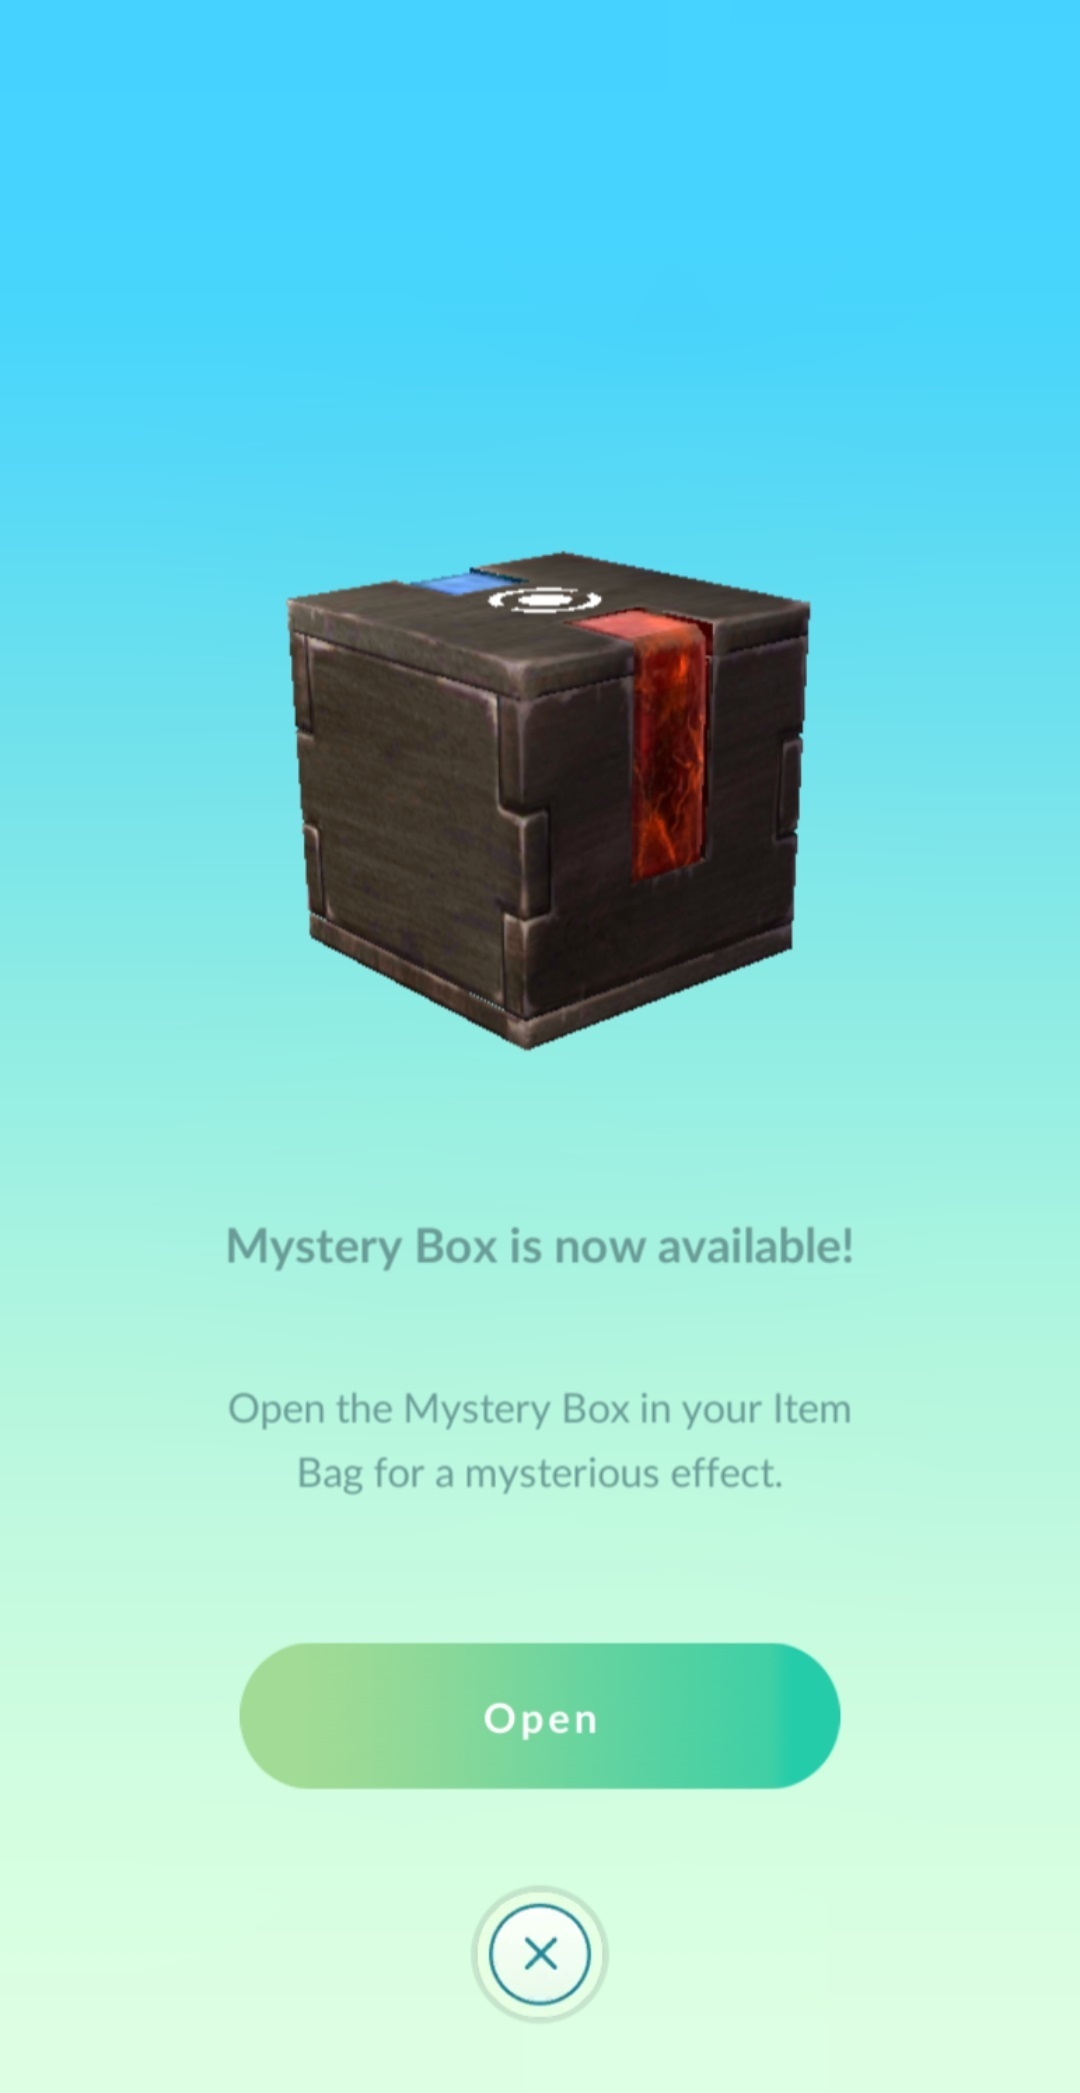 Mystery Box is now available!
Open the Mystery Box in your Item
Bag for a mysterious effect.
Open